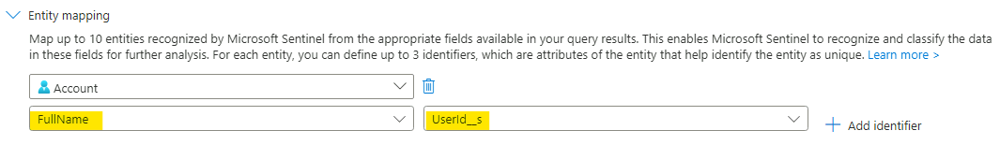 Entity mapping
Map up to 10 entities recognized by Microsoft Sentinel from the appropriate fields available in your query results. This enables Microsoft Sentinel to recognize and classify the data
in these fields for further analysis. For each entity, you can define up to 3 identifiers, which are attributes of the entity that help identify the entity as unique. Learn more >
Account
FullName UserId__s Add identifier